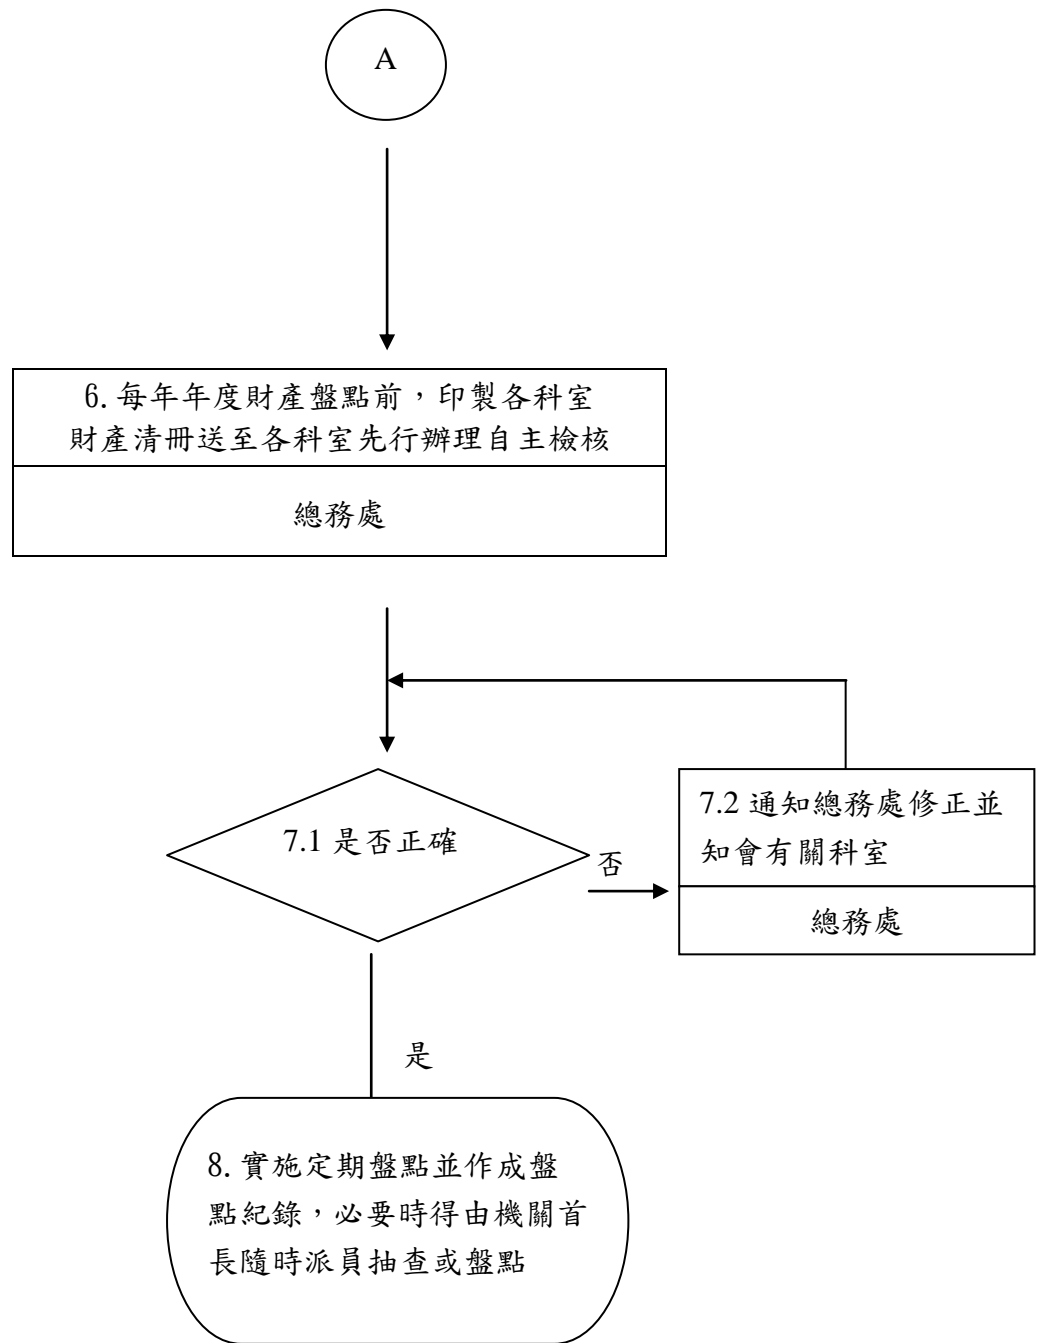 A
6. 每年年度財產盤點前，印製各科室
財產清冊送至各科室先行辦理自主檢核
總務處
7.1 是否正確
否
7.2 通知總務處修正並
知會有關科室
總務處
是
8. 實施定期盤點並作成盤
點紀錄，必要時得由機關首
長隨時派員抽查或盤點